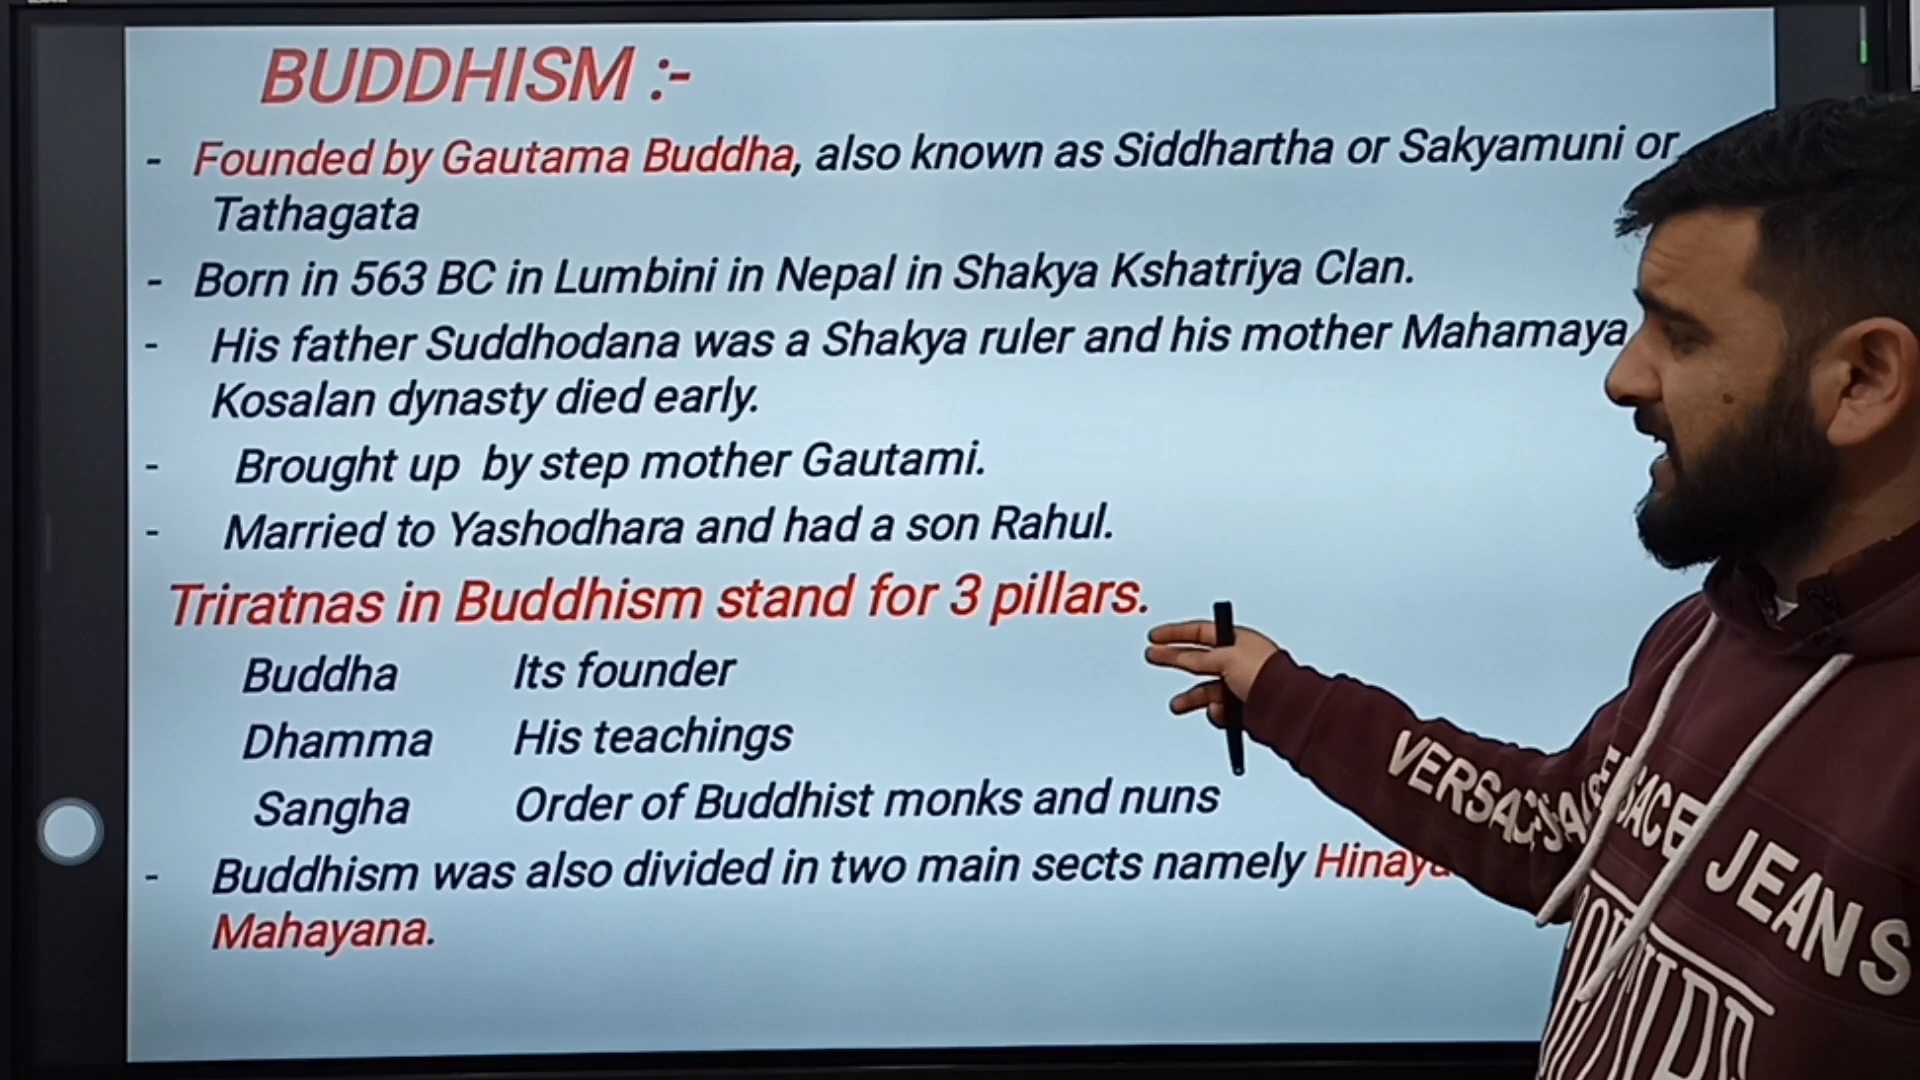 BUDDHISM :-
- Founded by Gautama Buddha, also known as Siddhartha or Sakyamuni or
Tathagata
- Born in 563 BC in Lumbini in Nepal in Shakya Kshatriya Clan.
- His father Suddhodana was a Shakya ruler and his mother Mahamaya
Kosalan dynasty died early.
- Brought up by step mother Gautami.
- Married to Yashodhara and had a son Rahul.
Triratnas in Buddhism stand for 3 pillars.
Buddha Its founder
Dhamma His teachings
Sangha Order of Buddhist monks and nuns
- Buddhism was also divided in two main sects namely
Mahayana.
JEANS